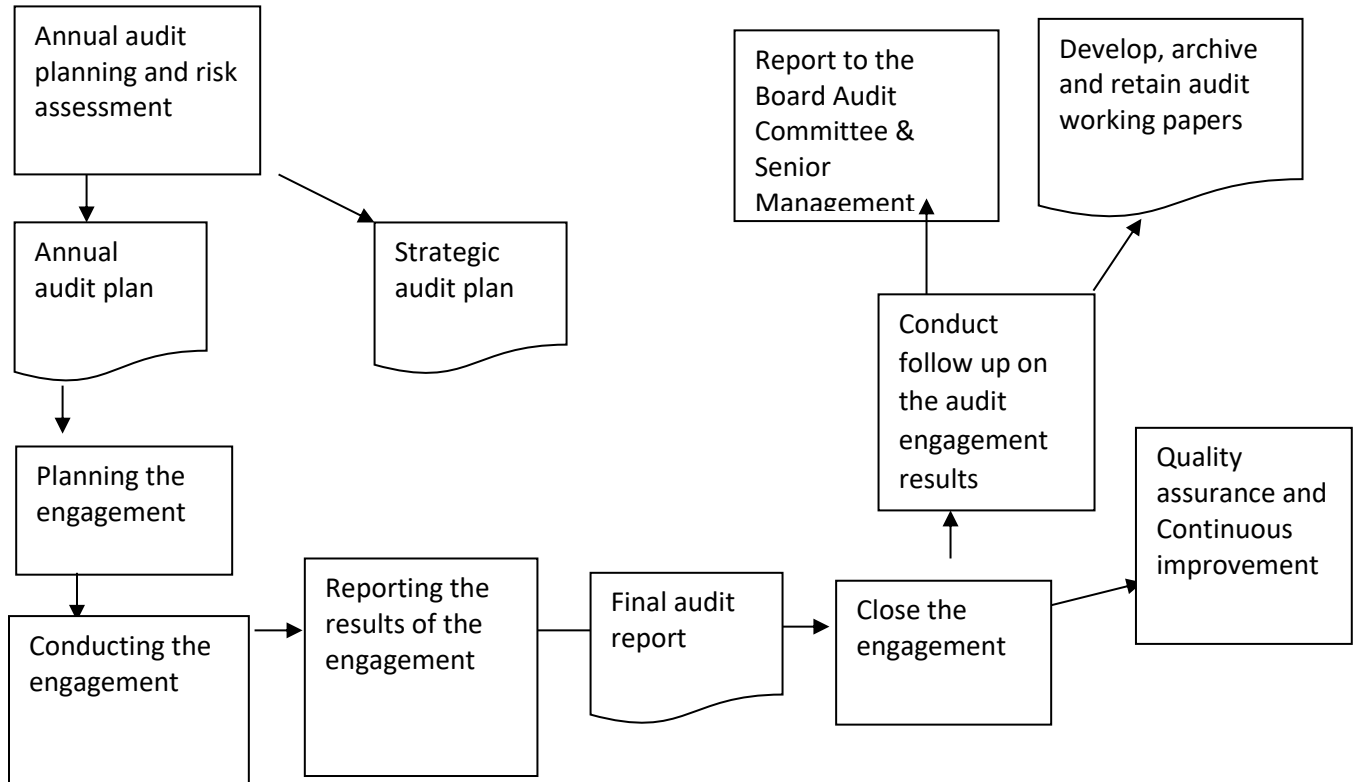 Annual audit
planning and risk
assessment
Annual
audit plan
Strategic
audit plan
Planning the
engagement
Conducting the
engagement
Reporting the
results of the
engagement
Final audit
report
Close the
engagement
Conduct
follow up on
the audit
engagement
results
Report to the
Board Audit
Committee &
Senior
Management
Develop, archive
and retain audit
working papers
Quality
assurance and
Continuous
improvement